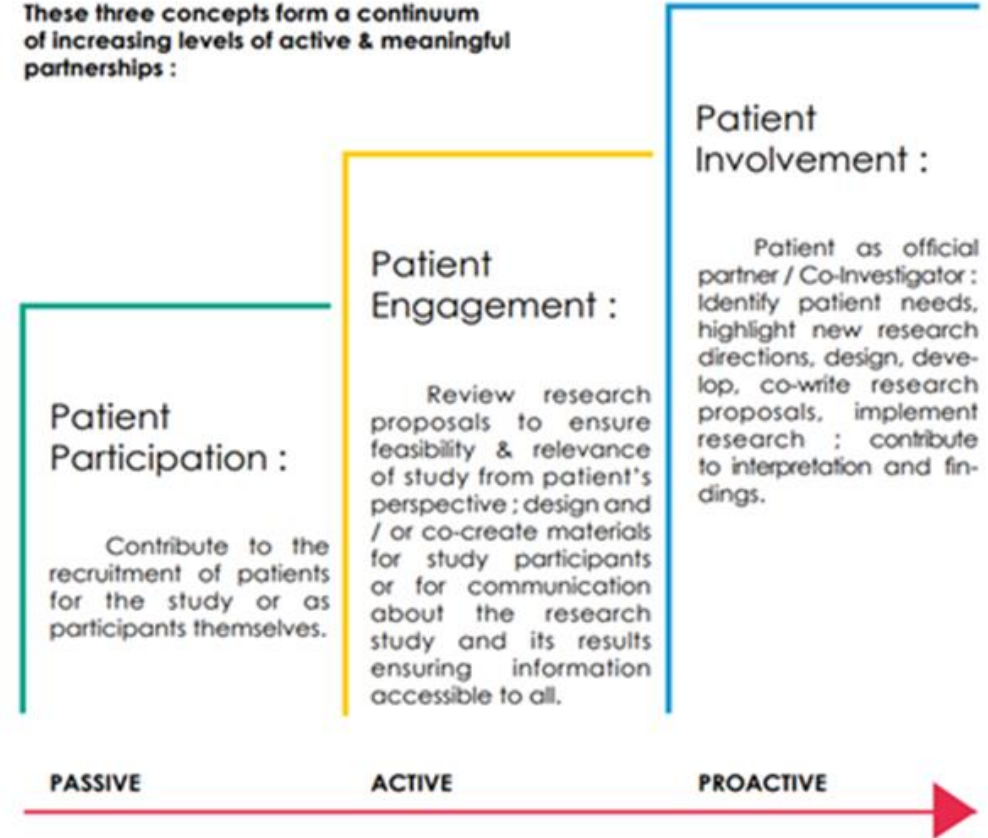 These three concepts form a continuum
of increasing levels of active & meaningful
partnerships :
Patient
Participation :
Contribute to the
recruitment of patients
for the study or as
participants themselves.
Patient
Engagement :
Review research
proposals to ensure
feasibility & relevance
of study from patient's
perspective ; design and
/ or co-create materials
for study participants
or for communication
about the research
study and its results
ensuring information
accessible to all.
Patient
Involvement :
Patient as official
partner / Co-Investigator :
Identify patient needs,
highlight new research
directions, design, deve-
lop, co-write research
proposals, implement
research ; contribute
to interpretation and fin-
dings.
PASSIVE
ACTIVE
PROACTIVE